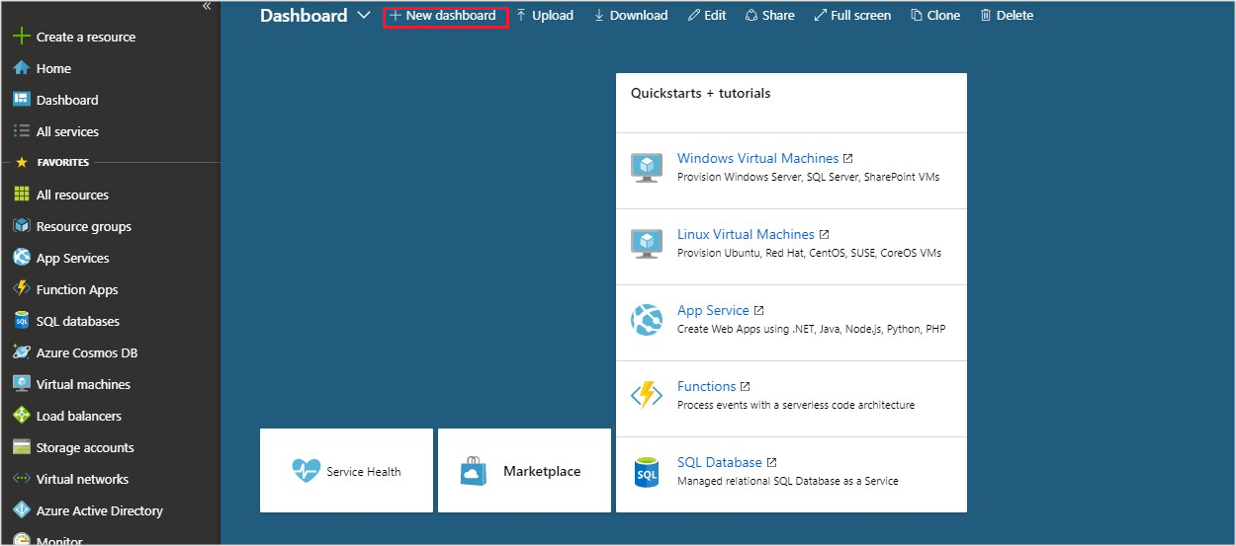 Create a resource
Home
Dashboard
All services
FAVORITES
All resources
Resource groups
App Services
Function Apps
SQL databases
Azure Cosmos DB
Virtual machines
Load balancers
Storage accounts
Virtual networks
Azure Active Directory
Monitor
Dashboard New dashboard Upload Download Edit Share Full screen Clone Delete
Service Health
Marketplace
Quickstarts + tutorials
Windows Virtual Machines
Provision Windows Server, SQL Server, SharePoint VMs
Linux Virtual Machines
Provision Ubuntu, Red Hat, CentOS, SUSE, CoreOS VMs
App Service
Create Web Apps using .NET, Java, Node.js, Python, PHP
Functions
Process events with a serverless code architecture
SQL
SQL Database
Managed relational SQL Database as a Service